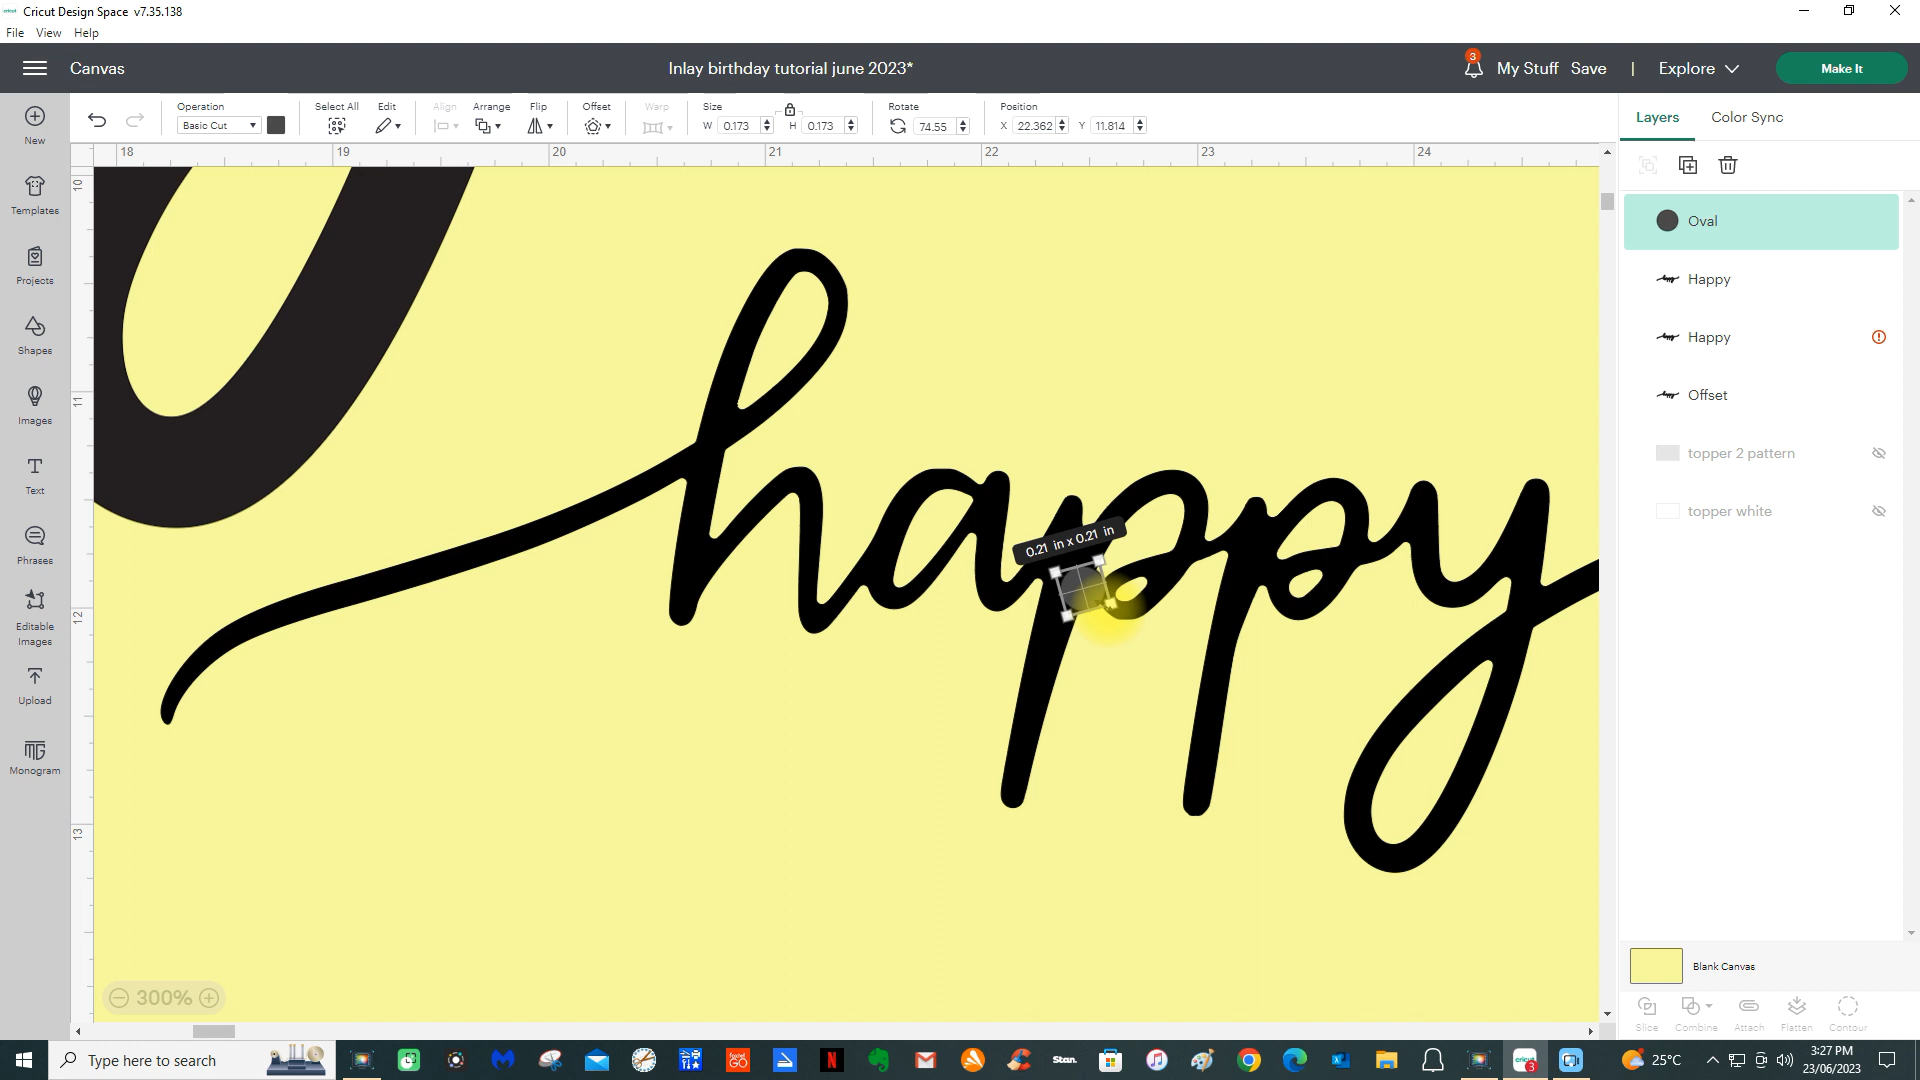 cricut Cricut Design Space v7.35.138
File View Help
Canvas
Inlay birthday tutorial june 2023*
3
My Stuff Save | Explore
Make It
New
Templates
Projects
Shapes
Images
Text
Phrases
Editable
Images
Upload
Monogram
Operation
Basic Cut
Select All
Edit
Align
Arrange
Flip
Offset
Warp
Size
W 0.173
H 0.173
Rotate
74.55
Position
X 22.362
Y 11.814
18 19 20 21 22 23 24
10
11
12
13
happy
0.21 in x 0.21 in
300%
Layers
Color Sync
Oval
Happy
Happy
Offset
topper 2 pattern
topper white
Blank Canvas
Slice
Combine
Attach
Flatten
Contour
Type here to search
Stan.
cricut
3
25°C
3:27 PM
23/06/2023